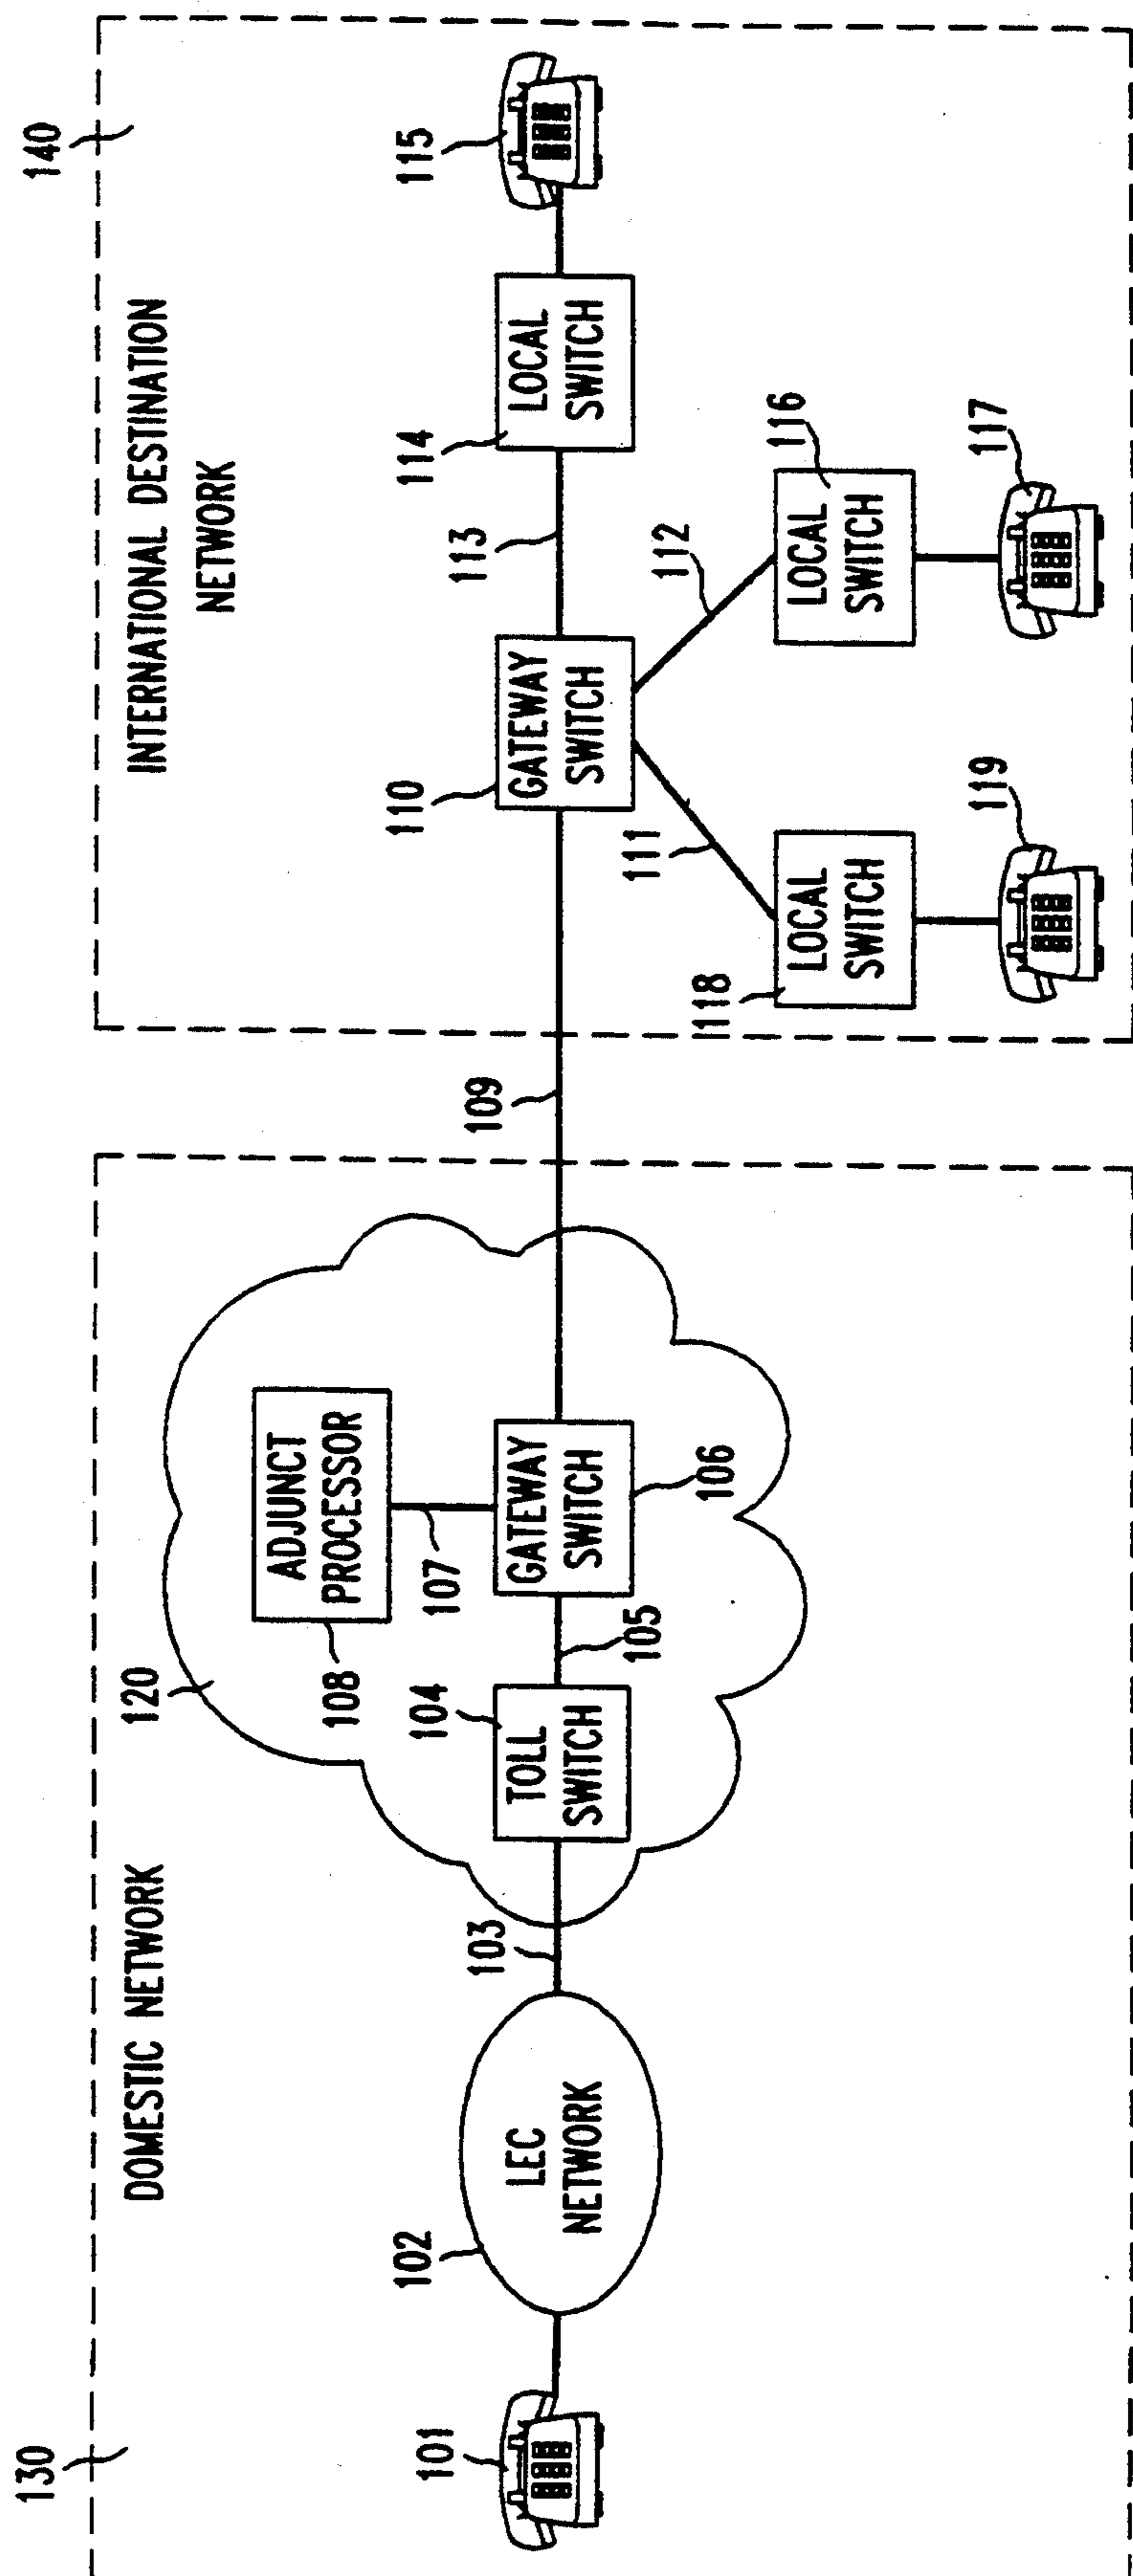 130
DOMESTIC NETWORK
101
102
LEC
NETWORK
103
120
104
TOLL
SWITCH
105
108
ADJUNCT
PROCESSOR
107
GATEWAY
SWITCH
106
109
140
INTERNATIONAL DESTINATION
NETWORK
110
GATEWAY
SWITCH
113
114
LOCAL
SWITCH
115
111
112
1118
LOCAL
SWITCH
119
116
LOCAL
SWITCH
117